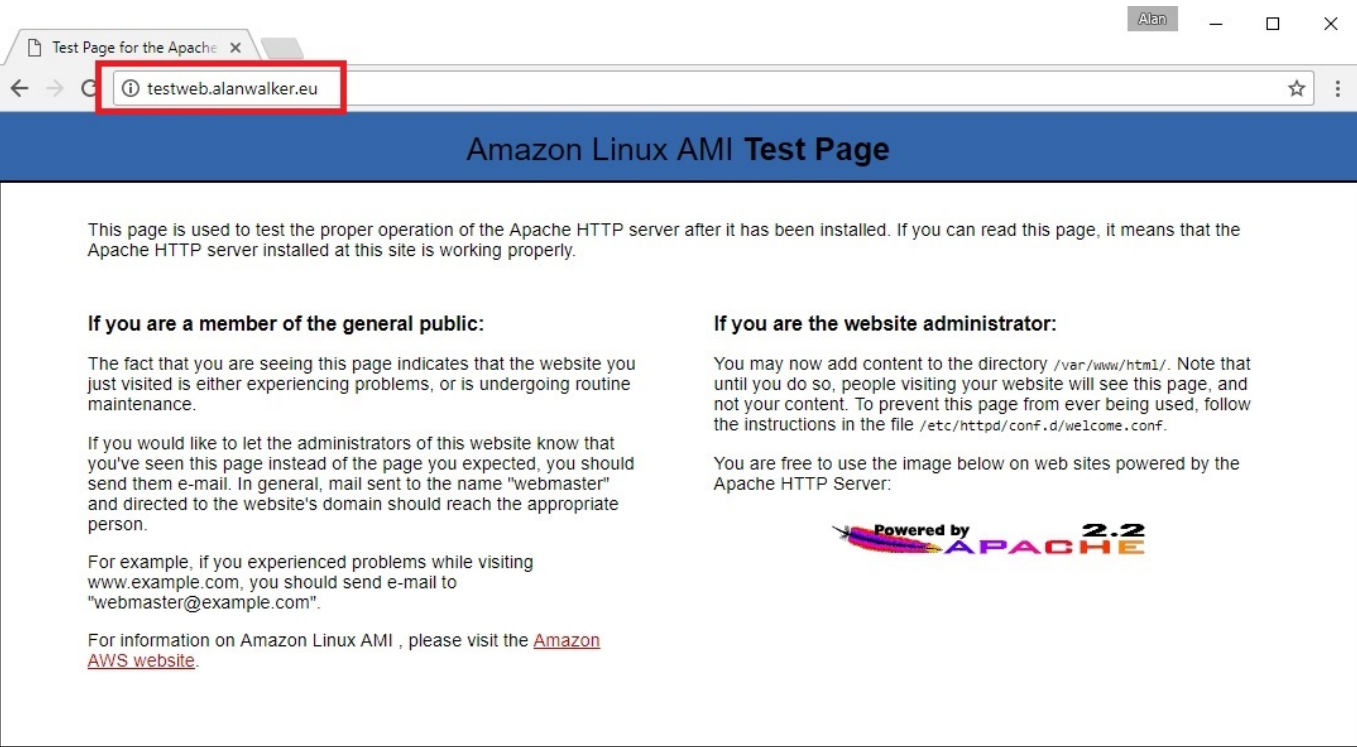 Alan
Test Page for the Apache
testweb.alanwalker.eu
Amazon Linux AMI Test Page
This page is used to test the proper operation of the Apache HTTP server after it has been installed. If you can read this page, it means that the
Apache HTTP server installed at this site is working properly.
If you are a member of the general public:
The fact that you are seeing this page indicates that the website you
just visited is either experiencing problems, or is undergoing routine
maintenance.
If you would like to let the administrators of this website know that
you've seen this page instead of the page you expected, you should
send them e-mail. In general, mail sent to the name "webmaster"
and directed to the website's domain should reach the appropriate
person.
For example, if you experienced problems while visiting
www.example.com, you should send e-mail to
"webmaster@example.com".
For information on Amazon Linux AMI , please visit the Amazon
AWS website.
If you are the website administrator:
You may now add content to the directory /var/www/html/. Note that
until you do so, people visiting your website will see this page, and
not your content. To prevent this page from ever being used, follow
the instructions in the file /etc/httpd/conf.d/welcome.conf.
You are free to use the image below on web sites powered by the
Apache HTTP Server:
Powered by 2.2
APACHE